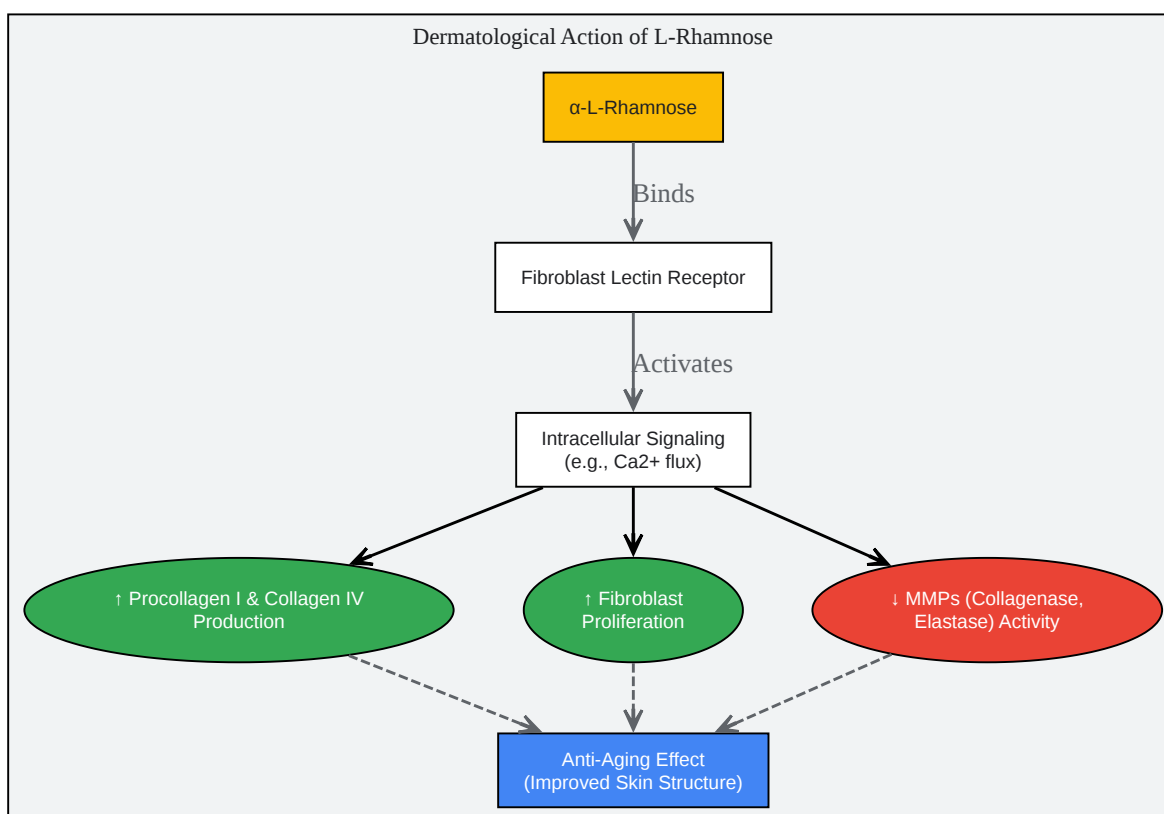 Dermatological Action of L-Rhamnose
α-L-Rhamnose
Binds
Fibroblast Lectin Receptor
Activates
Intracellular Signaling
(e.g., Ca2+ flux)
↑ Procollagen I & Collagen IV
Production
↑ Fibroblast
Proliferation
↓ MMPs (Collagenase,
Elastase) Activity
Anti-Aging Effect
(Improved Skin Structure)